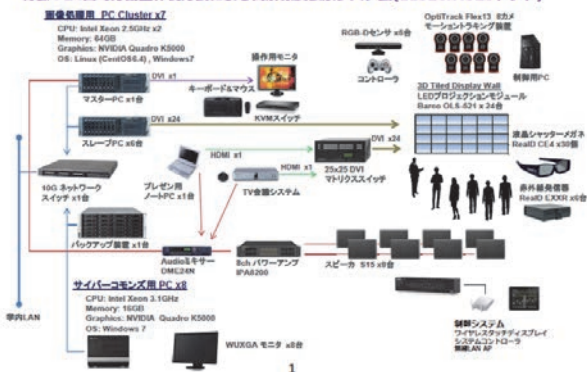 画像処理用 PC Cluster x7
CPU: Intel Xeon 2.5GHz x2
Memory: 64GB
Graphics: NVIDIA Quadro K5000
OS: Linux (CentOS6.4) , Windows7
マスターPC x1台
スレーブPC x6台
DVI x1
DVI x24
操作用モニタ
キーボード&マウス
KVMスイッチ
RGB-Dセンサ x6台
コントローラ
OptiTrack Flex13 8カメ
モーショントラキング装置
制御用PC
3D Tiled Display Wall
LEDプロジェクションモジュール
Barco OLS-521 x 24台
液晶シャッターメガネ
RealD CE4 x30個
赤外線発信器
RealD EXXR x6台
10G ネットワーク
スイッチ x1台
HDMI x1
HDMI x1
DVI x24
プレゼン用
ノートPC x1台
TV会議システム
25x25 DVI
マトリクススイッチ
バックアップ装置 x1台
Audioミキサー
DME24N
8ch パワーアンプ
IPA8200
スピーカ S15 x8台
サイバーコモンズ用 PC x8
CPU: Intel Xeon 3.1GHz
Memory: 16GB
Graphics: NVIDIA Quadro K5000
OS: Windows 7
学内LAN
WUXGA モニタ x8台
制御システム
ワイヤレスタッチディスプレイ
システムコントローラ
無線LAN AP
1